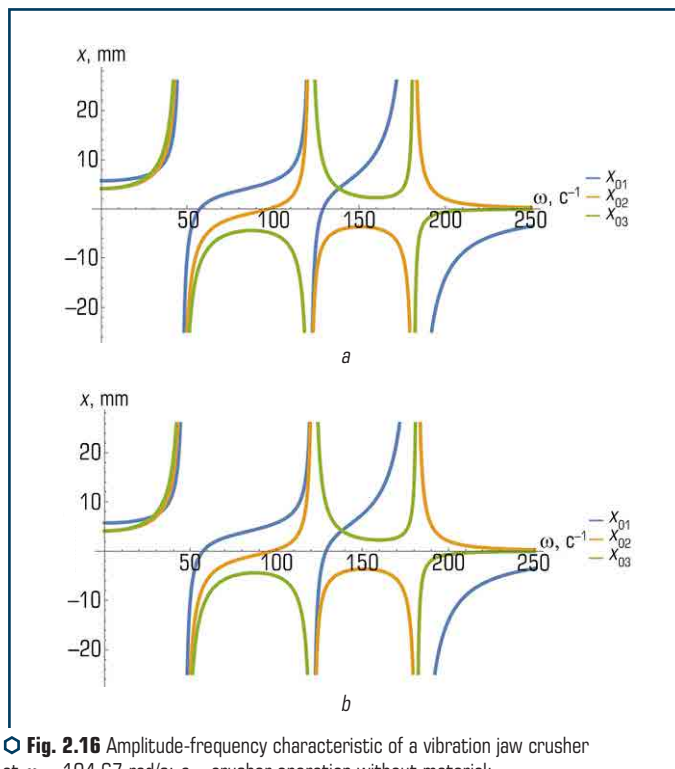 x, mm
20
10
50
100
150
200
250
ω, c⁻¹
−10
−20
X₀₁
X₀₂
X₀₃
a
x, mm
20
10
50
100
150
200
250
ω, c⁻¹
−10
−20
X₀₁
X₀₂
X₀₃
b
Fig. 2.16 Amplitude-frequency characteristic of a vibration jaw crusher